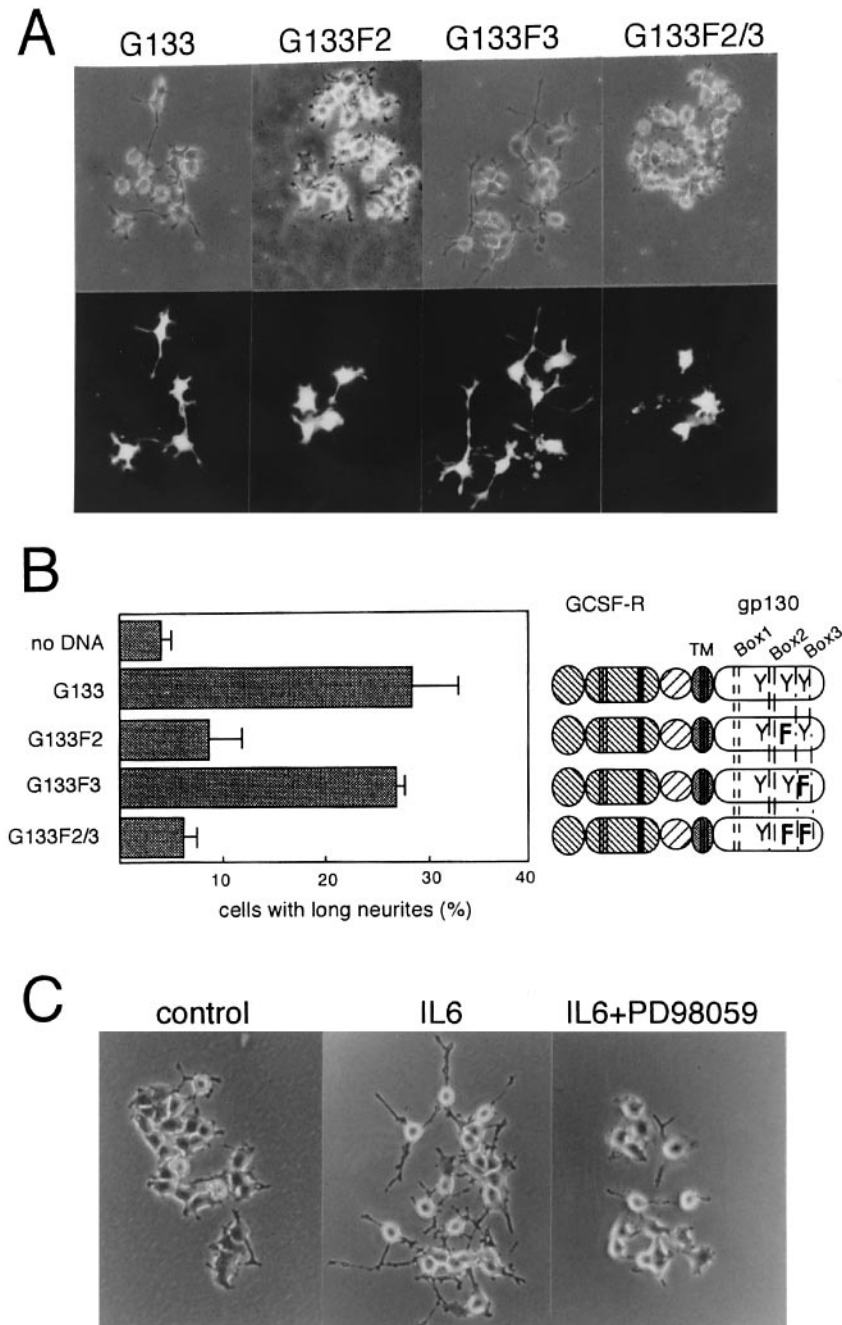 A
G133 G133F2 G133F3 G133F2/3
B
no DNA
G133
G133F2
G133F3
G133F2/3
10 20 30 40
cells with long neurites (%)
GCSF-R gp130
TM Box1 Box2 Box3
Y Y Y
Y F Y
Y Y F
Y F F
C
control IL6 IL6+PD98059